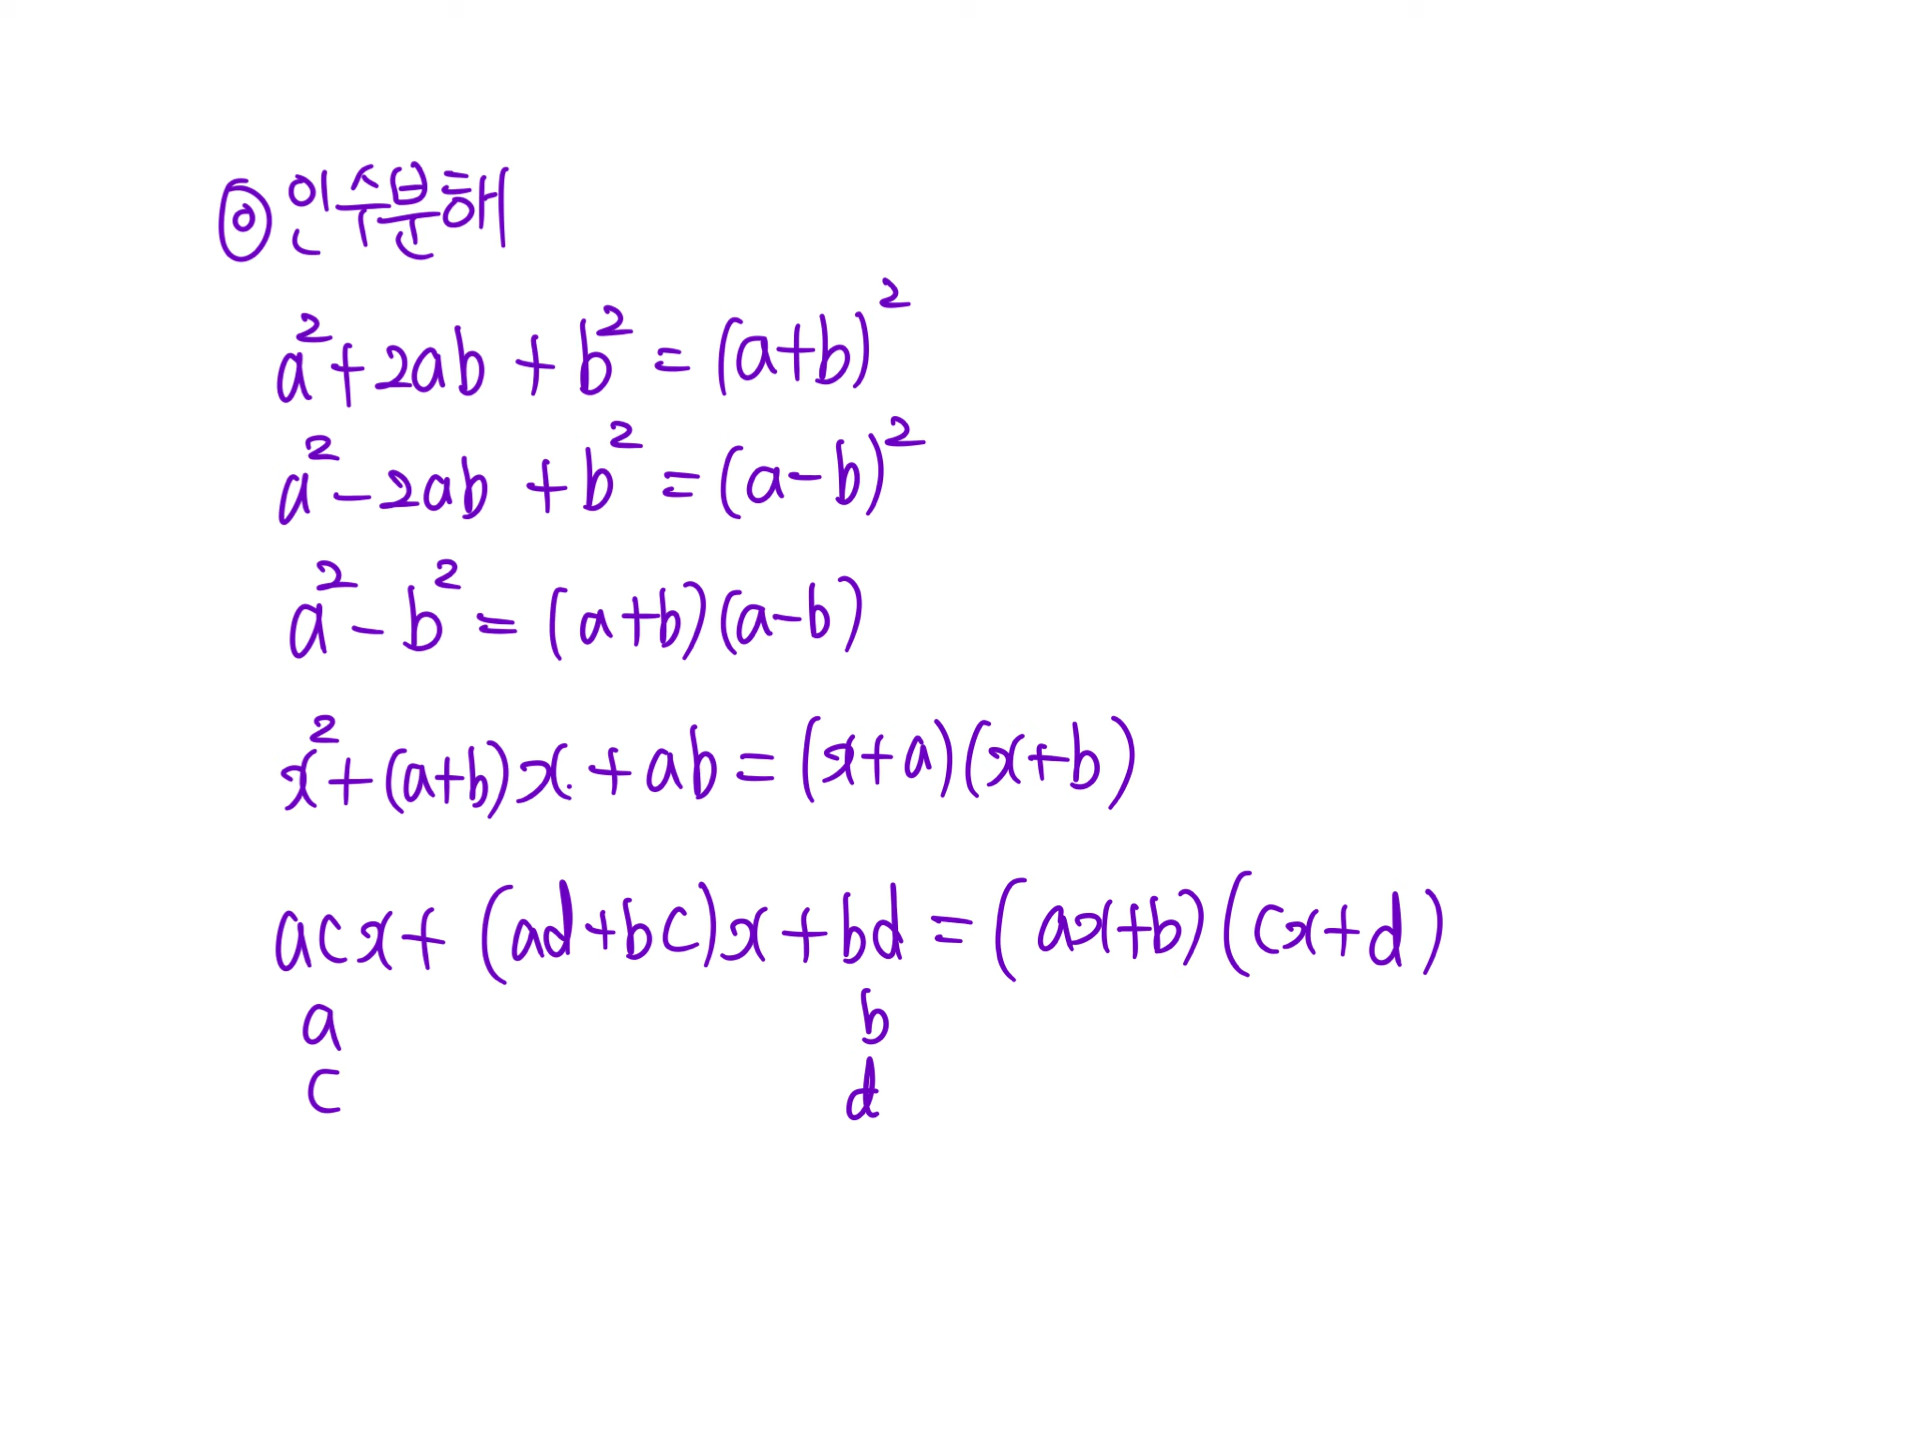 ◎ 인수분해
a²+2ab+b²=(a+b)²
a²-2ab+b²=(a-b)²
a²-b²=(a+b)(a-b)
x²+(a+b)x.+ab=(x+a)(x+b)
acx+(ad+bc)x+bd=(ax+b)(cx+d)
a b
c d